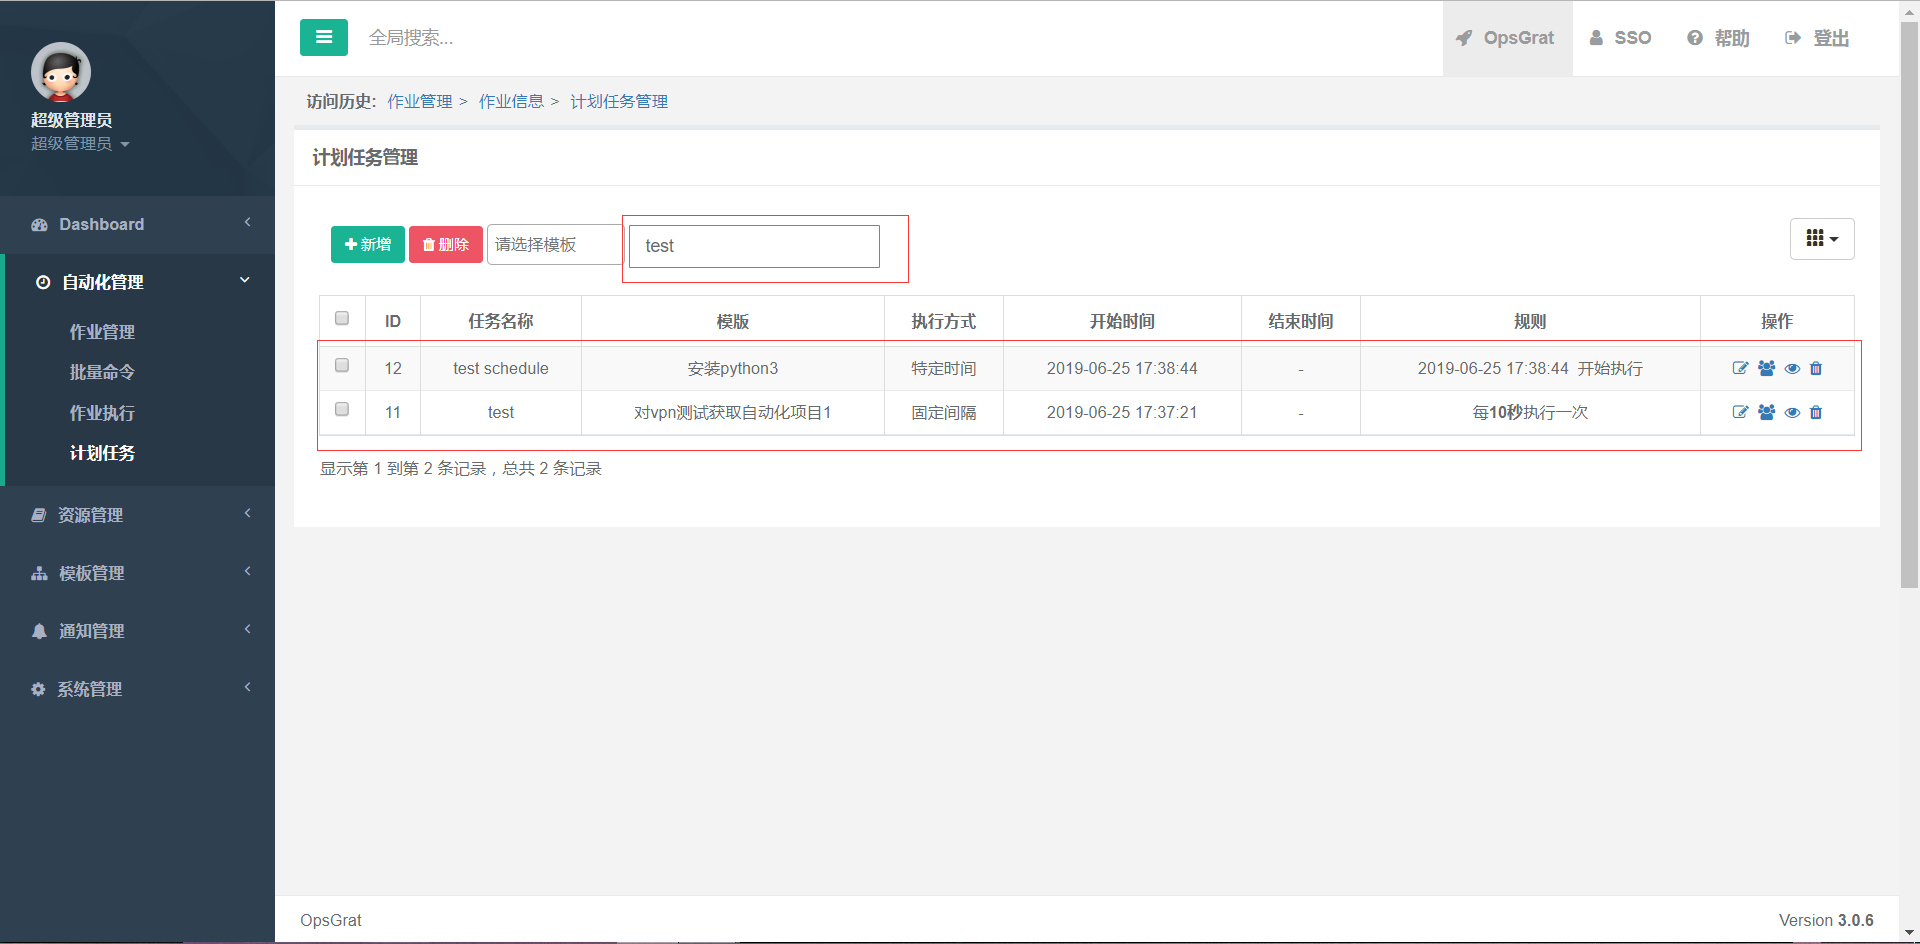 全局搜索...
OpsGrat
SSO
帮助
登出
超级管理员
超级管理员
Dashboard
自动化管理
作业管理
批量命令
作业执行
计划任务
资源管理
模板管理
通知管理
系统管理
访问历史: 作业管理 > 作业信息 > 计划任务管理
计划任务管理
新增 删除 请选择模板 test
ID 任务名称 模版 执行方式 开始时间 结束时间 规则 操作
12 test schedule 安装python3 特定时间 2019-06-25 17:38:44 - 2019-06-25 17:38:44 开始执行
11 test 对vpn测试获取自动化项目1 固定间隔 2019-06-25 17:37:21 - 每10秒执行一次
显示第 1 到第 2 条记录，总共 2 条记录
OpsGrat
Version 3.0.6